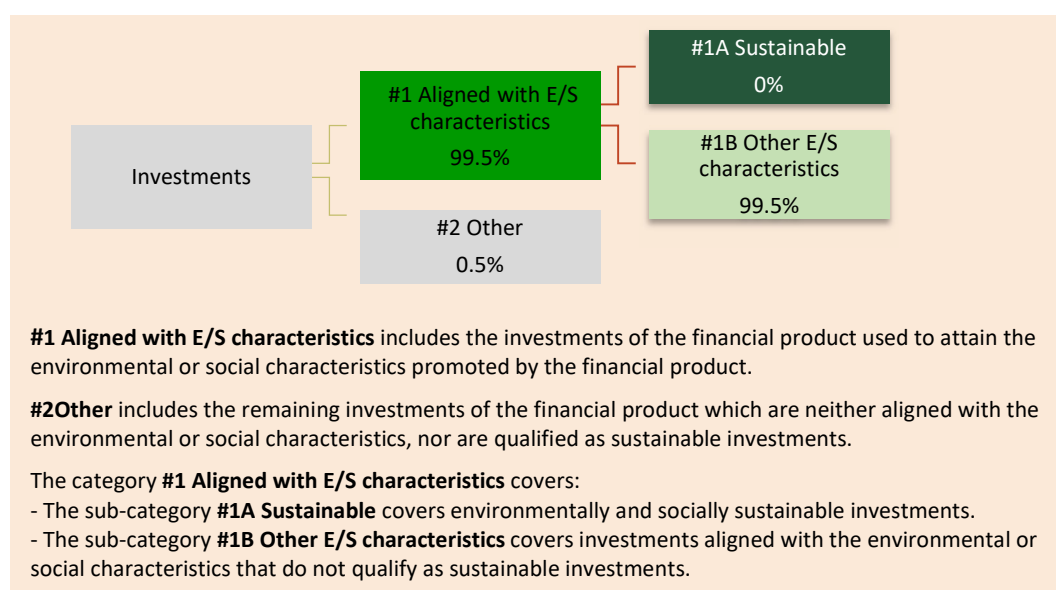 Investments
#1 Aligned with E/S
characteristics
99.5%
#2 Other
0.5%
#1A Sustainable
0%
#1B Other E/S
characteristics
99.5%
#1 Aligned with E/S characteristics includes the investments of the financial product used to attain the
environmental or social characteristics promoted by the financial product.
#2Other includes the remaining investments of the financial product which are neither aligned with the
environmental or social characteristics, nor are qualified as sustainable investments.
The category #1 Aligned with E/S characteristics covers:
- The sub-category #1A Sustainable covers environmentally and socially sustainable investments.
- The sub-category #1B Other E/S characteristics covers investments aligned with the environmental or
social characteristics that do not qualify as sustainable investments.